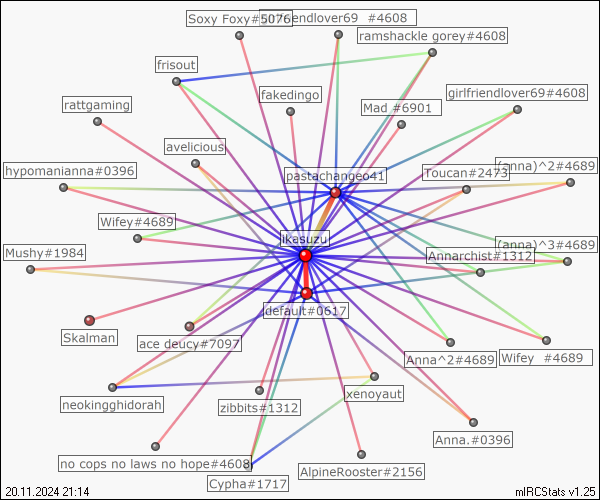 Soxy Foxy#5076
friendlover69 #4608
ramshackle gorey#4608
frisout
fakedingo
girlfriendlover69#4608
rattgaming
Mad #6901
avelicious
hypomanianna#0396
pastachangeo41
Toucan#2473
(anna)^2#4689
Wifey#4689
ikasuzu
(anna)^3#4689
Mushy#1984
Annarchist#1312
default#0617
Skalman
ace deucy#7097
Anna^2#4689
Wifey #4689
neokingghidorah
zibbits#1312
xenoyaut
Anna.#0396
no cops no laws no hope#4608
Cypha#1717
AlpineRooster#2156
20.11.2024 21:14
mIRCStats v1.25